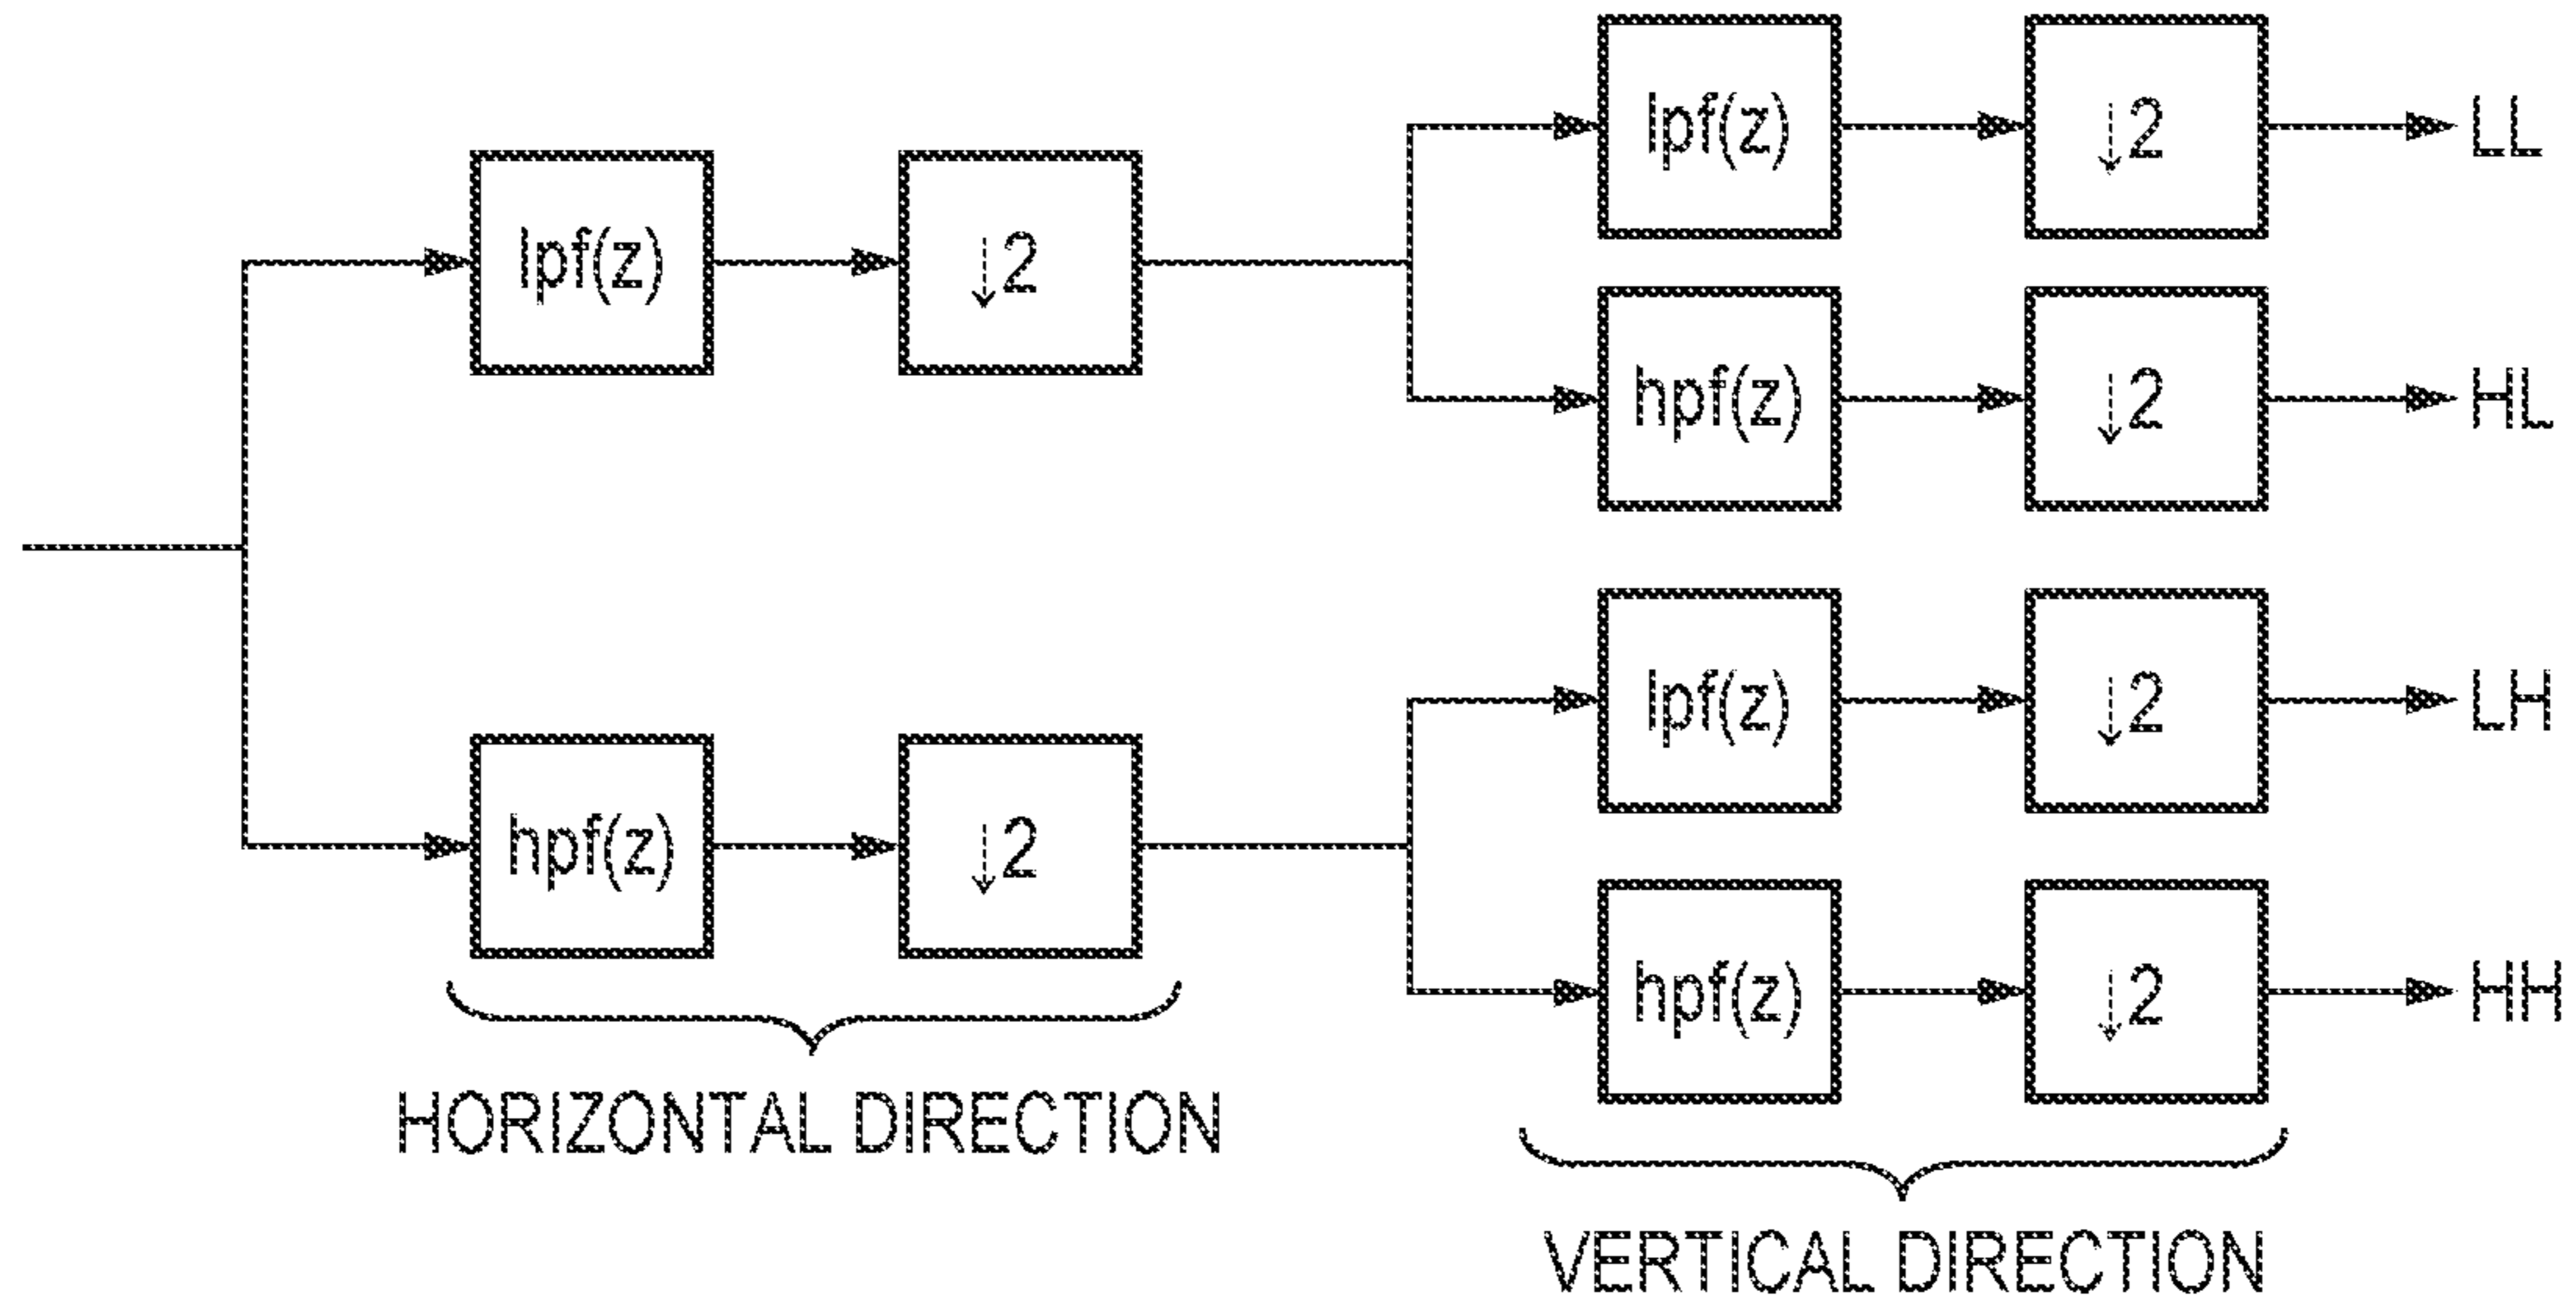 lpf(z)
↓2
LL
lpf(z)
↓2
hpf(z)
↓2
HL
lpf(z)
↓2
LH
hpf(z)
↓2
hpf(z)
↓2
HH
HORIZONTAL DIRECTION
VERTICAL DIRECTION